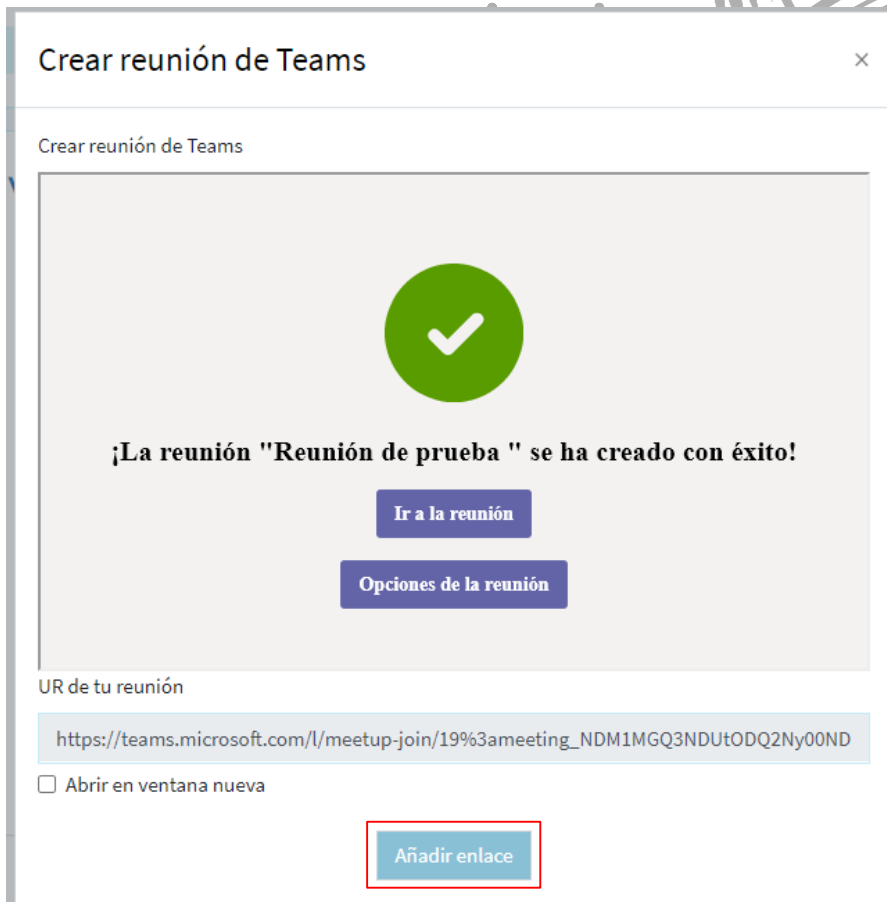 Crear reunión de Teams
Crear reunión de Teams
¡La reunión "Reunión de prueba " se ha creado con éxito!
Ir a la reunión
Opciones de la reunión
UR de tu reunión
https://teams.microsoft.com/l/meetup-join/19%3ameeting_NDM1MGQ3NDUtODQ2Ny00ND
Abrir en ventana nueva
Añadir enlace